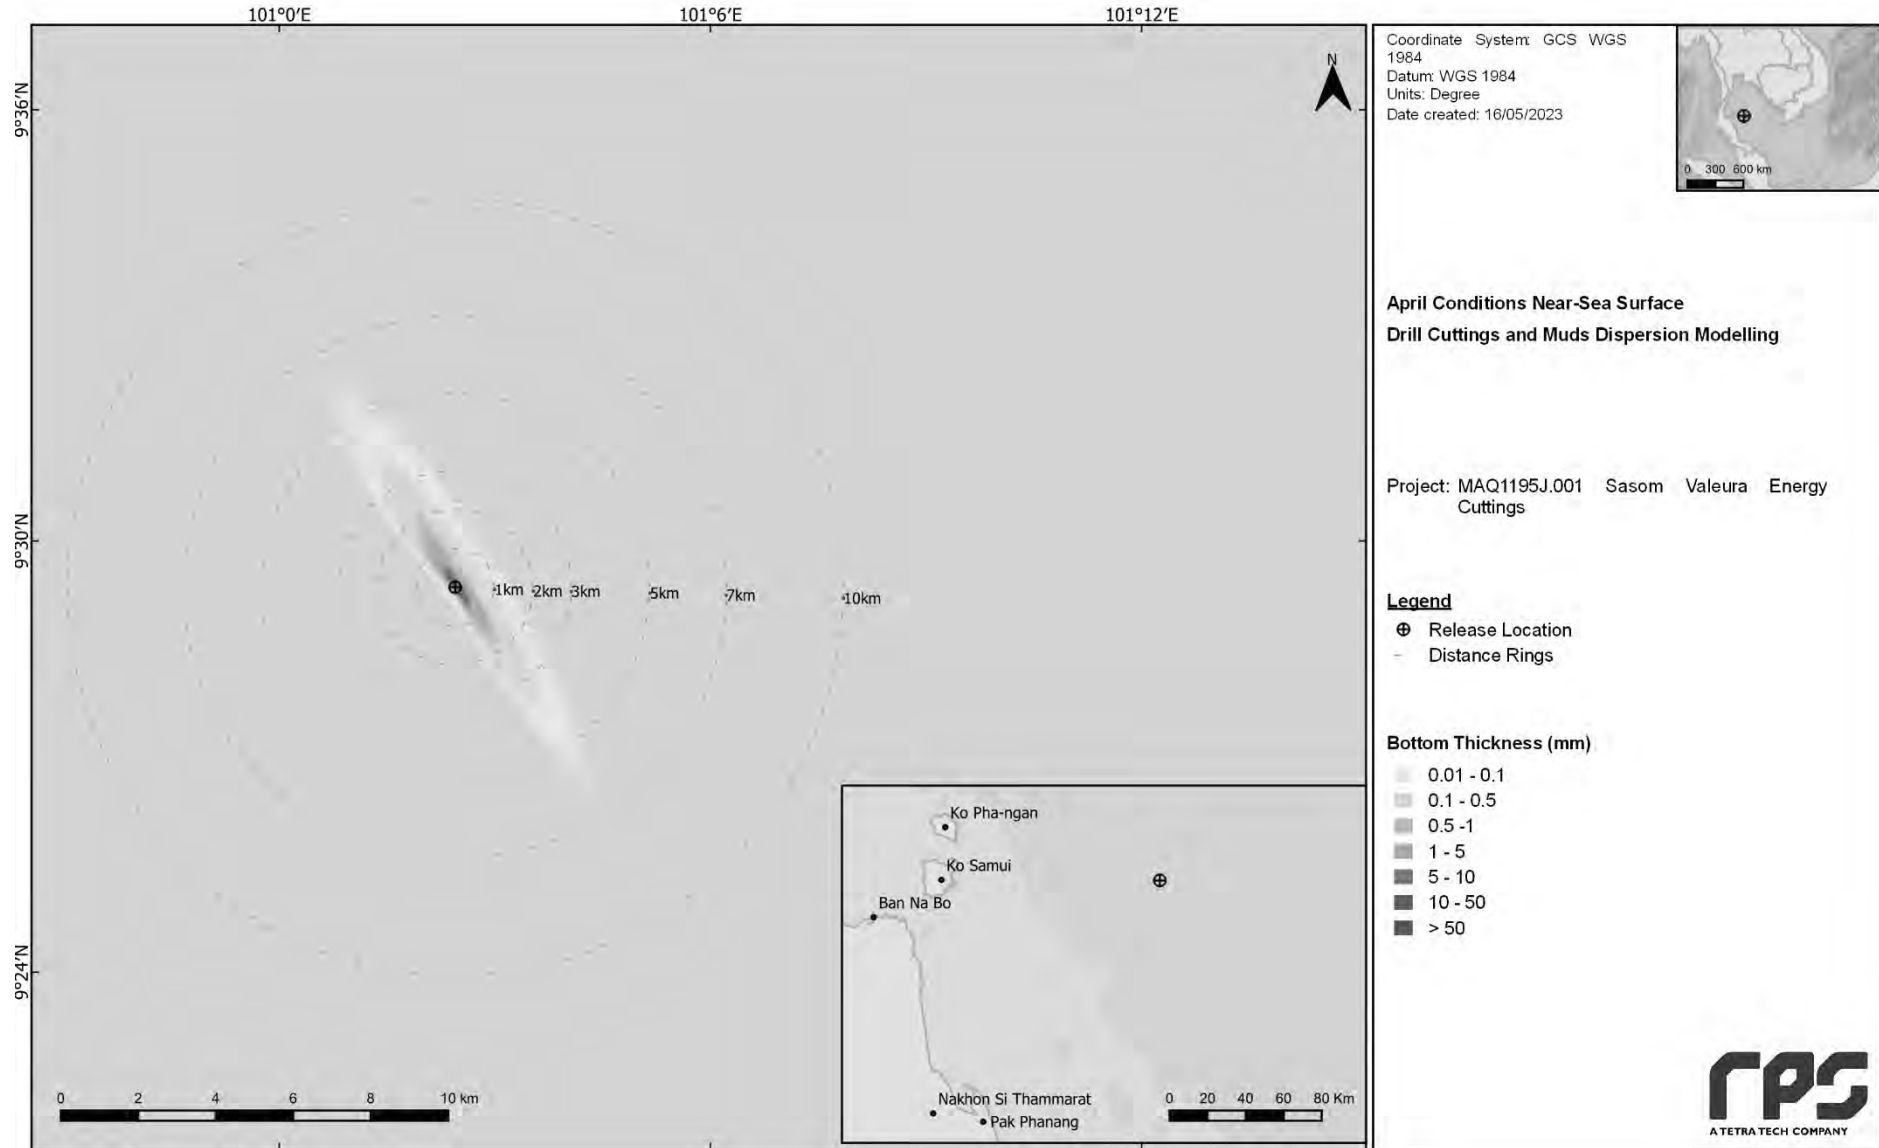 101°0′E
101°6′E
101°12′E
9°36′N
9°30′N
9°24′N
N
1km
2km
3km
5km
7km
10km
0 2 4 6 8 10 km
Ko Pha-ngan
Ko Samui
Ban Na Bo
Nakhon Si Thammarat
Pak Phanang
0 20 40 60 80 Km
Coordinate System: GCS WGS
1984
Datum: WGS 1984
Units: Degree
Date created: 16/05/2023
0 300 600 km
April Conditions Near-Sea Surface
Drill Cuttings and Muds Dispersion Modelling
Project: MAQ1195J.001 Sasom Valeura Energy
Cuttings
Legend
Release Location
Distance Rings
Bottom Thickness (mm)
0.01 - 0.1
0.1 - 0.5
0.5 -1
1 - 5
5 - 10
10 - 50
> 50
rps
A TETRA TECH COMPANY